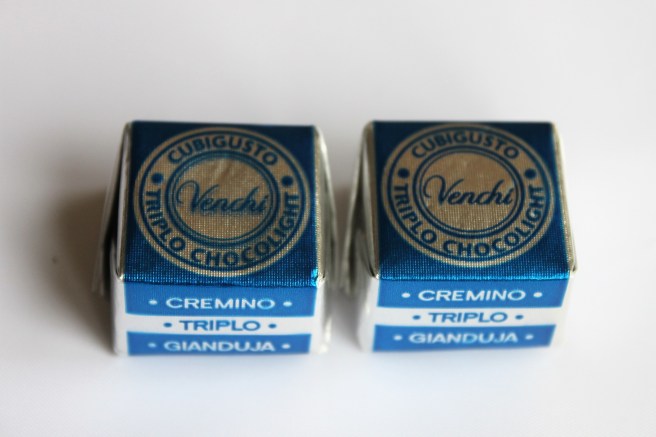 CUBIGUSTO
Venchi
TRIPLO CHOCOLIGHT
• CREMINO •
• TRIPLO •
• GIANDUJA •
CUBIGUSTO
Venchi
TRIPLO CHOCOLIGHT
• CREMINO •
• TRIPLO •
• GIANDUJA •